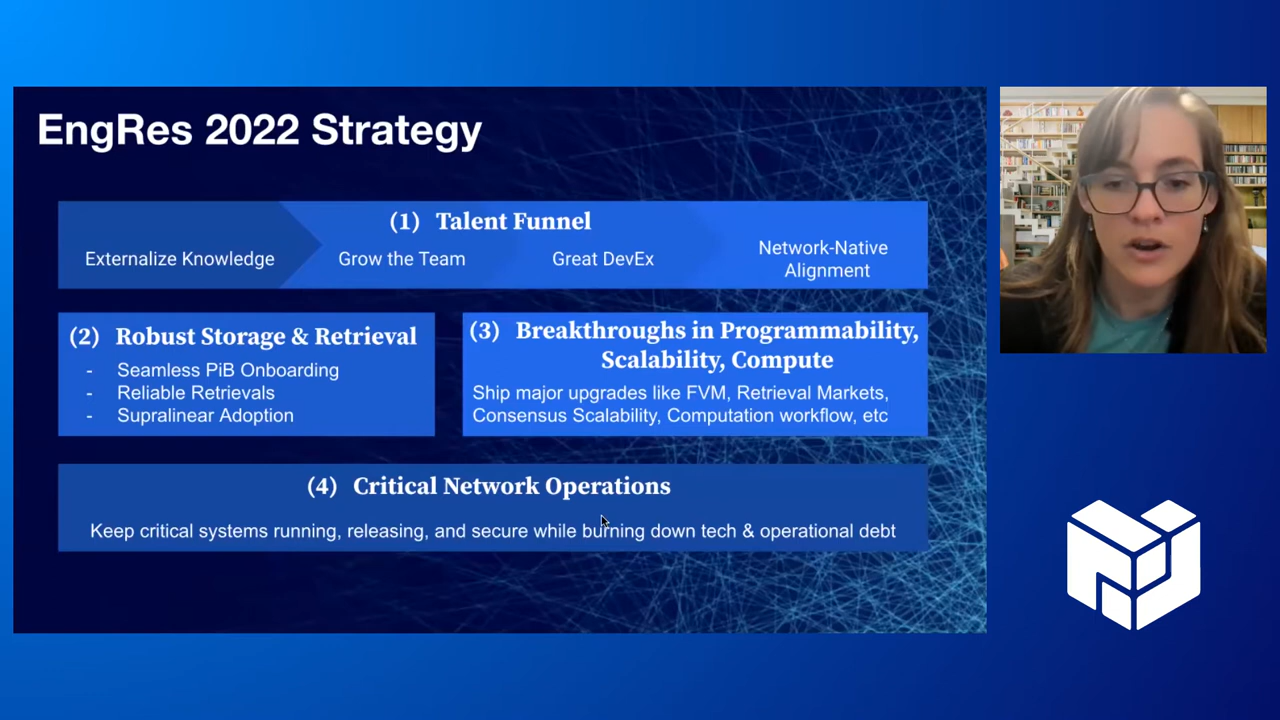 EngRes 2022 Strategy
(1) Talent Funnel
Externalize Knowledge
Grow the Team
Great DevEx
Network-Native
Alignment
(2) Robust Storage & Retrieval
- Seamless PiB Onboarding
- Reliable Retrievals
- Supralinear Adoption
(3) Breakthroughs in Programmability,
Scalability, Compute
Ship major upgrades like FVM, Retrieval Markets,
Consensus Scalability, Computation workflow, etc
(4) Critical Network Operations
Keep critical systems running, releasing, and secure while burning down tech & operational debt